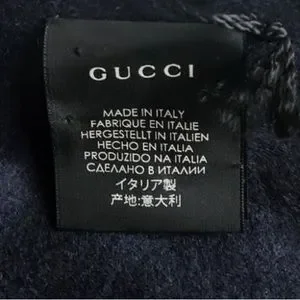 GUCCI
MADE IN ITALY
FABRIQUE EN ITALIE
HERGESTELLT IN ITALIEN
HECHO EN ITALIA
PRODUZIDO NA ITALIA
СДЕЛАНО В ИТАЛИИ
イタリア製
产地:意大利